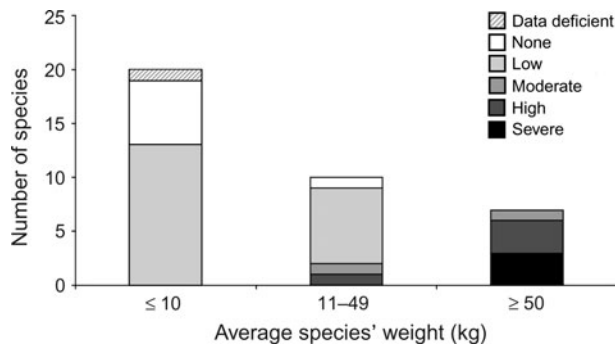 25
20
15
10
5
0
Number of species
≤ 10
11–49
≥ 50
Average species' weight (kg)
Data deficient
None
Low
Moderate
High
Severe